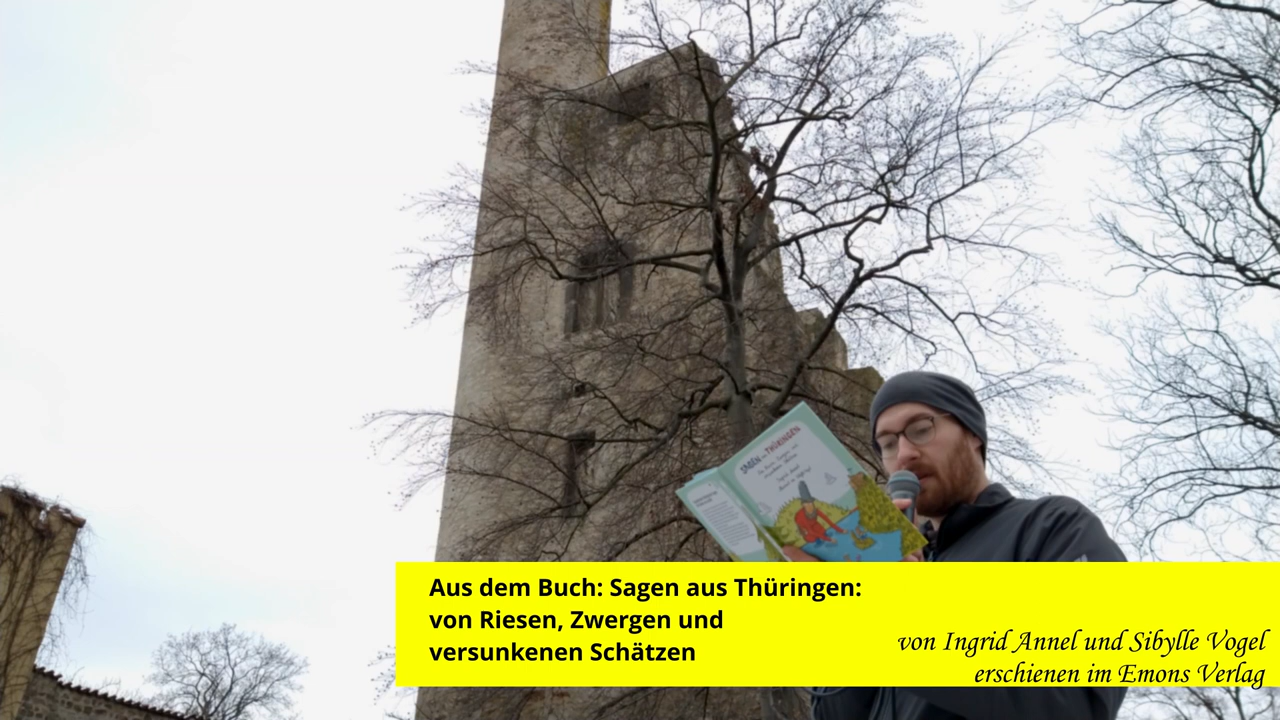 SAGEN aus THÜRINGEN
Aus dem Buch: Sagen aus Thüringen:
von Riesen, Zwergen und
versunkenen Schätzen
von Ingrid Annel und Sibylle Vogel
erschienen im Emons Verlag